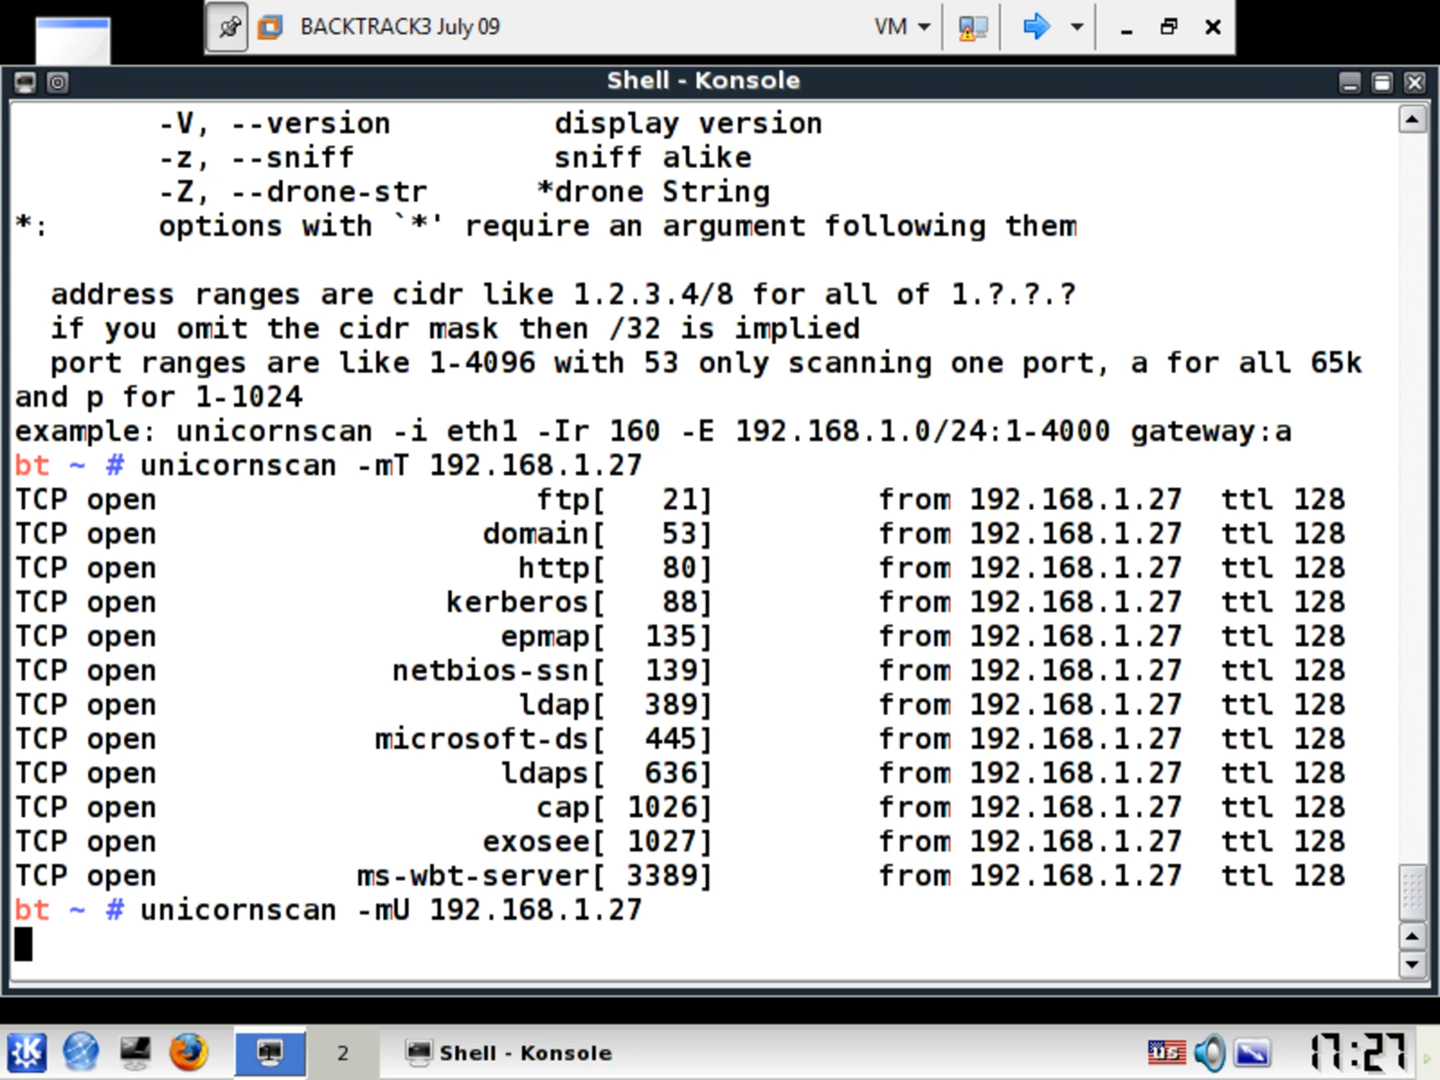 BACKTRACK3 July 09
VM
Shell - Konsole
-V, --version display version
-z, --sniff sniff alike
-Z, --drone-str *drone String
*: options with `*' require an argument following them
address ranges are cidr like 1.2.3.4/8 for all of 1.?.?.?
if you omit the cidr mask then /32 is implied
port ranges are like 1-4096 with 53 only scanning one port, a for all 65k
and p for 1-1024
example: unicornscan -i eth1 -Ir 160 -E 192.168.1.0/24:1-4000 gateway:a
bt ~ # unicornscan -mT 192.168.1.27
TCP open ftp[ 21] from 192.168.1.27 ttl 128
TCP open domain[ 53] from 192.168.1.27 ttl 128
TCP open http[ 80] from 192.168.1.27 ttl 128
TCP open kerberos[ 88] from 192.168.1.27 ttl 128
TCP open epmap[ 135] from 192.168.1.27 ttl 128
TCP open netbios-ssn[ 139] from 192.168.1.27 ttl 128
TCP open ldap[ 389] from 192.168.1.27 ttl 128
TCP open microsoft-ds[ 445] from 192.168.1.27 ttl 128
TCP open ldaps[ 636] from 192.168.1.27 ttl 128
TCP open cap[ 1026] from 192.168.1.27 ttl 128
TCP open exosee[ 1027] from 192.168.1.27 ttl 128
TCP open ms-wbt-server[ 3389] from 192.168.1.27 ttl 128
bt ~ # unicornscan -mU 192.168.1.27
1
2
Shell - Konsole
us
17:27